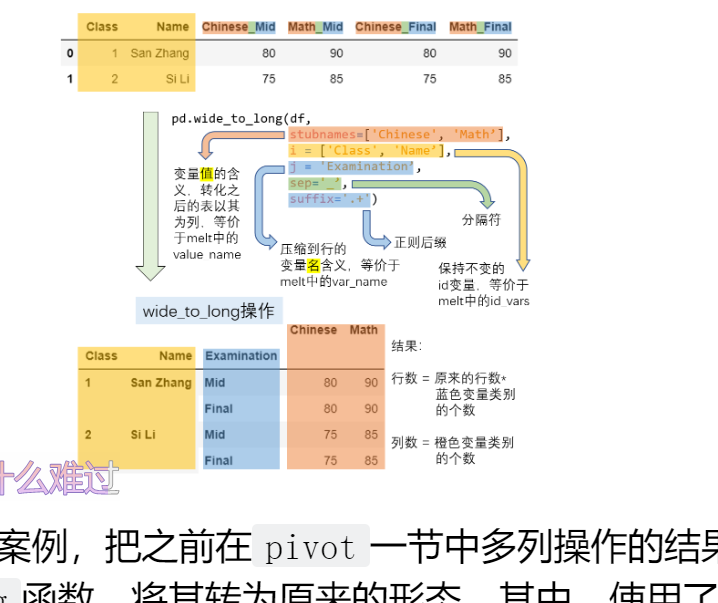 Class Name Chinese_Mid Math_Mid Chinese_Final Math_Final
0 1 San Zhang 80 90 80 90
1 2 Si Li 75 85 75 85
pd.wide_to_long(df,
stubnames=['Chinese', 'Math'],
i = ['Class', 'Name'],
j = 'Examination',
sep='_',
suffix='.+')
变量值的含
义，转化之
后的表以其
为列，等价
于melt中的
value name
压缩到行的
变量名含义，等价于
melt中的var_name
正则后缀
分隔符
保持不变的
id变量，等价于
melt中的id_vars
wide_to_long操作
Chinese Math
Class Name Examination
1 San Zhang Mid 80 90
Final 80 90
2 Si Li Mid 75 85
Final 75 85
结果：
行数 = 原来的行数*
蓝色变量类别
的个数
列数 = 橙色变量类别
的个数
什么难过
案例，把之前在 pivot 一节中多列操作的结果
函数，将其转为原来的形态。其中，使用了